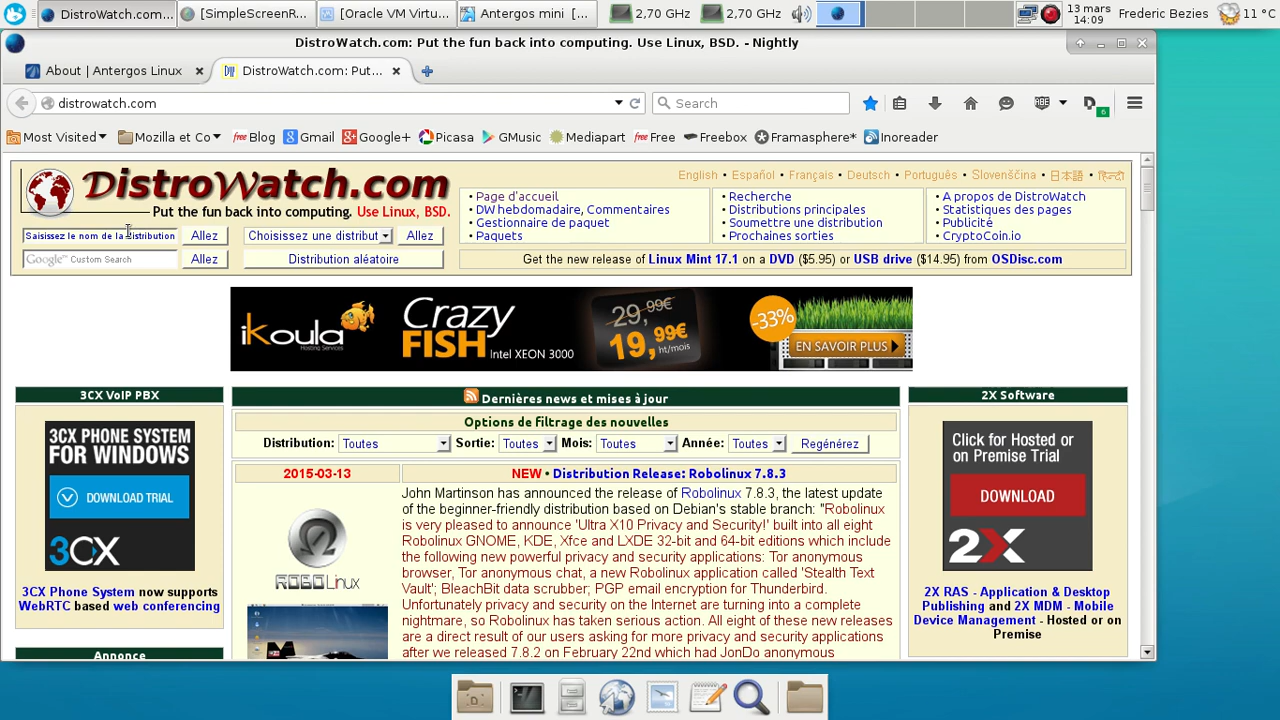 DistroWatch.com...
[SimpleScreenR...
[Oracle VM Virtu...
Antergos mini [...
2,70 GHz
2,70 GHz
13 mars
14:09
Frederic Bezies
11 °C
DistroWatch.com: Put the fun back into computing. Use Linux, BSD. - Nightly
About | Antergos Linux
DistroWatch.com: Put...
distrowatch.com
Search
ABP
D
6
Most Visited
Mozilla et Co
free Blog
Gmail
Google+
Picasa
GMusic
Mediapart
free Free
Freebox
Framasphere*
Inoreader
DistroWatch.com
Put the fun back into computing. Use Linux, BSD.
English • Español • Français • Deutsch • Português • Slovenščina • 日本語 • हिन्दी
• Page d'accueil
• DW hebdomadaire, Commentaires
• Gestionnaire de paquet
• Paquets
• Recherche
• Distributions principales
• Soumettre une distribution
• Prochaines sorties
• A propos de DistroWatch
• Statistiques des pages
• Publicité
• CryptoCoin.io
Saisissez le nom de la distribution
Allez
Choisissez une distribut
Allez
Google™ Custom Search
Allez
Distribution aléatoire
Get the new release of Linux Mint 17.1 on a DVD ($5.95) or USB drive ($14.95) from OSDisc.com
iKoula
Hosting Services
Crazy
FISH Intel XEON 3000
29,99€
19,99€
ht/mois
-33%
EN SAVOIR PLUS
3CX VoIP PBX
3CX PHONE SYSTEM
FOR WINDOWS
DOWNLOAD TRIAL
3CX
3CX Phone System now supports
WebRTC based web conferencing
Annonce
Dernières news et mises à jour
Options de filtrage des nouvelles
Distribution: Toutes Sortie: Toutes Mois: Toutes Année: Toutes Regénérez
2015-03-13
NEW • Distribution Release: Robolinux 7.8.3
ROBOLINUX
John Martinson has announced the release of Robolinux 7.8.3, the latest update
of the beginner-friendly distribution based on Debian's stable branch: "Robolinux
is very pleased to announce 'Ultra X10 Privacy and Security!' built into all eight
Robolinux GNOME, KDE, Xfce and LXDE 32-bit and 64-bit editions which include
the following new powerful privacy and security applications: Tor anonymous
browser, Tor anonymous chat, a new Robolinux application called 'Stealth Text
Vault'; BleachBit data scrubber, PGP email encryption for Thunderbird.
Unfortunately privacy and security on the Internet are turning into a complete
nightmare, so Robolinux has taken serious action. All eight of these new releases
are a direct result of our users asking for more privacy and security applications
after we released 7.8.2 on February 22nd which had JonDo anonymous
2X Software
Click for Hosted or
on Premise Trial
DOWNLOAD
2X
2X RAS - Application & Desktop
Publishing and 2X MDM - Mobile
Device Management - Hosted or on
Premise